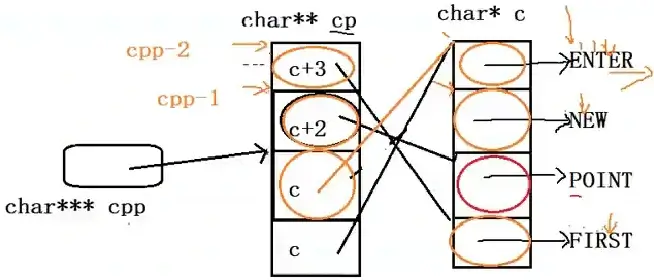 char** cp
char* c
cpp-2
c+3
ENTER
cpp-1
c+2
NEW
c
POINT
char*** cpp
c
FIRST